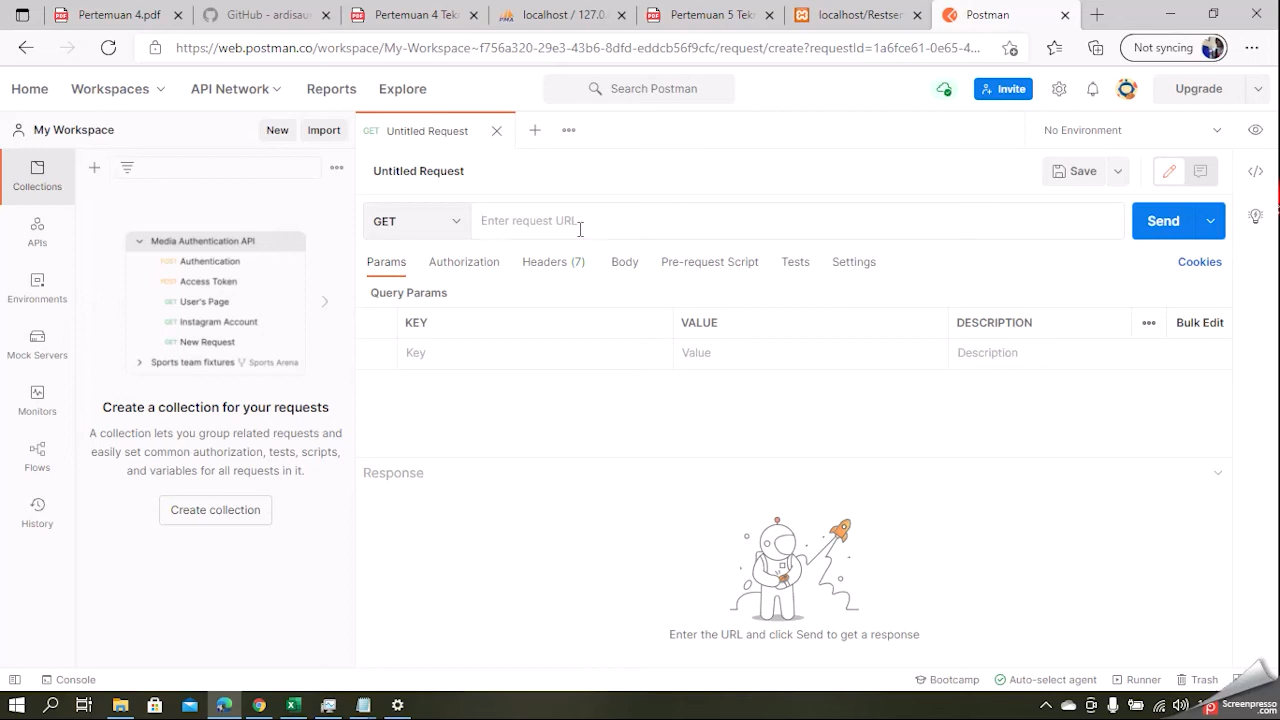 Pertemuan 4.pdf
GitHub - ardisau
Pertemuan 4 Tek
localhost / 127.0.
Pertemuan 5 Tek
localhost/Restser
Postman
https://web.postman.co/workspace/My-Workspace~f756a320-29e3-43b6-8dfd-eddcb56f9cfc/request/create?requestId=1a6fce61-0e65-4...
Not syncing
Home
Workspaces
API Network
Reports
Explore
Search Postman
Invite
Upgrade
My Workspace
New
Import
GET Untitled Request
No Environment
Collections
APIs
Environments
Mock Servers
Monitors
Flows
History
Media Authentication API
POST Authentication
POST Access Token
GET User's Page
GET Instagram Account
GET New Request
Sports team fixtures Sports Arena
Create a collection for your requests
A collection lets you group related requests and
easily set common authorization, tests, scripts,
and variables for all requests in it.
Create collection
Untitled Request
Save
GET
Enter request URL
Send
Params
Authorization
Headers (7)
Body
Pre-request Script
Tests
Settings
Cookies
Query Params
KEY
VALUE
DESCRIPTION
Bulk Edit
Key
Value
Description
Response
Enter the URL and click Send to get a response
Console
Bootcamp
Auto-select agent
Runner
Trash
Screenpresso
.com